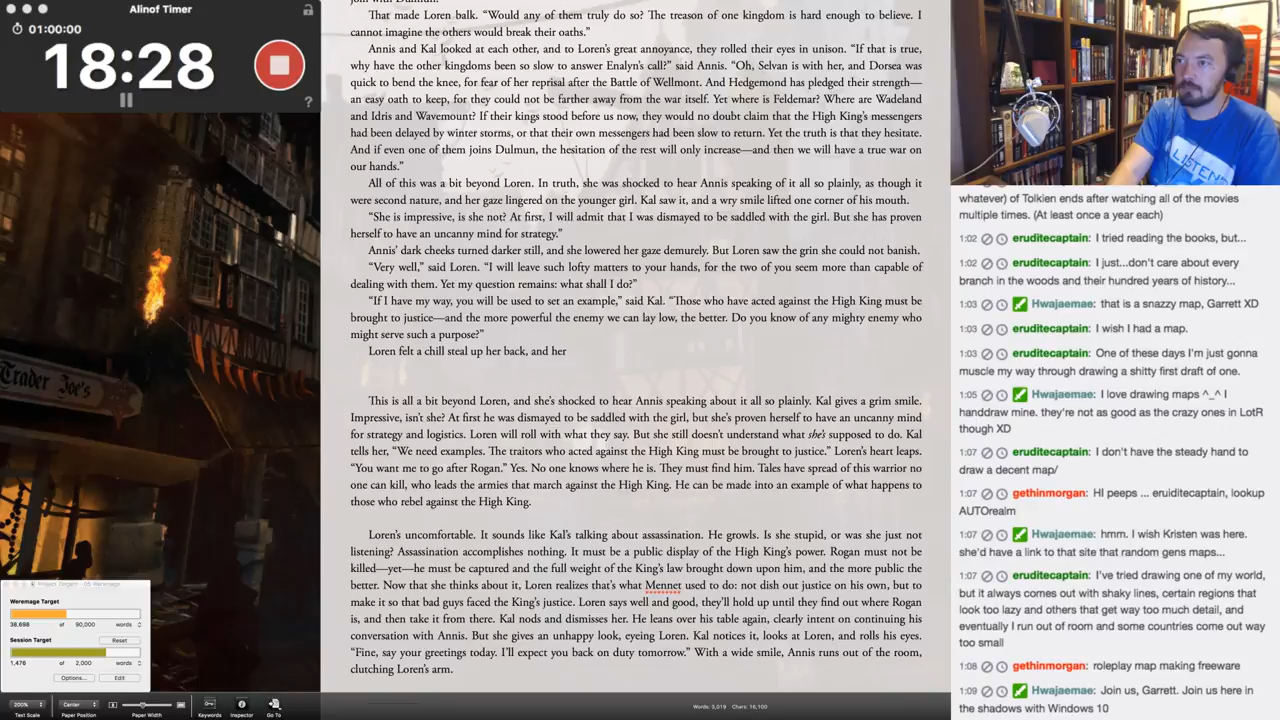 Alinof Timer
01:00:00
18:28
?
Trader Joe's
join with Dulmun.
That made Loren balk. “Would any of them truly do so? The treason of one kingdom is hard enough to believe. I
cannot imagine the others would break their oaths.”
Annis and Kal looked at each other, and to Loren's great annoyance, they rolled their eyes in unison. “If that is true,
why have the other kingdoms been so slow to answer Enalyn's call?” said Annis. “Oh, Selvan is with her, and Dorsea was
quick to bend the knee, for fear of her reprisal after the Battle of Wellmont. And Hedgemond has pledged their strength—
an easy oath to keep, for they could not be farther away from the war itself. Yet where is Feldemar? Where are Wadeland
and Idris and Wavemount? If their kings stood before us now, they would no doubt claim that the High King's messengers
had been delayed by winter storms, or that their own messengers had been slow to return. Yet the truth is that they hesitate.
And if even one of them joins Dulmun, the hesitation of the rest will only increase—and then we will have a true war on
our hands.”
All of this was a bit beyond Loren. In truth, she was shocked to hear Annis speaking of it all so plainly, as though it
were second nature, and her gaze lingered on the younger girl. Kal saw it, and a wry smile lifted one corner of his mouth.
“She is impressive, is she not? At first, I will admit that I was dismayed to be saddled with the girl. But she has proven
herself to have an uncanny mind for strategy.”
Annis' dark cheeks turned darker still, and she lowered her gaze demurely. But Loren saw the grin she could not banish.
“Very well,” said Loren. “I will leave such lofty matters to your hands, for the two of you seem more than capable of
dealing with them. Yet my question remains: what shall I do?”
“If I have my way, you will be used to set an example,” said Kal. “Those who have acted against the High King must be
brought to justice—and the more powerful the enemy we can lay low, the better. Do you know of any mighty enemy who
might serve such a purpose?”
Loren felt a chill steal up her back, and her
This is all a bit beyond Loren, and she's shocked to hear Annis speaking about it all so plainly. Kal gives a grim smile.
Impressive, isn't she? At first he was dismayed to be saddled with the girl, but she's proven herself to have an uncanny mind
for strategy and logistics. Loren will roll with what they say. But she still doesn't understand what she's supposed to do. Kal
tells her, “We need examples. The traitors who acted against the High King must be brought to justice.” Loren's heart leaps.
“You want me to go after Rogan.” Yes. No one knows where he is. They must find him. Tales have spread of this warrior no
one can kill, who leads the armies that march against the High King. He can be made into an example of what happens to
those who rebel against the High King.
Loren's uncomfortable. It sounds like Kal's talking about assassination. He growls. Is she stupid, or was she just not
listening? Assassination accomplishes nothing. It must be a public display of the High King's power. Rogan must not be
killed—yet—he must be captured and the full weight of the King's law brought down upon him, and the more public the
better. Now that she thinks about it, Loren realizes that's what Mennet used to do: not dish out justice on his own, but to
make it so that bad guys faced the King's justice. Loren says well and good, they'll hold up until they find out where Rogan
is, and then take it from there. Kal nods and dismisses her. He leans over his table again, clearly intent on continuing his
conversation with Annis. But she gives an unhappy look, eyeing Loren. Kal notices it, looks at Loren, and rolls his eyes.
“Fine, say your greetings today. I'll expect you back on duty tomorrow.” With a wide smile, Annis runs out of the room,
clutching Loren's arm.
Weremage Target
38,698 of 90,000 words
Session Target
Reset
1,476 of 2,000 words
Options...
Edit
200%
Text Scale
Center
Paper Position
Paper Width
Keywords
Inspector
Go To
Words: 3,019 Chars: 16,100
whatever) of Tolkien ends after watching all of the movies
multiple times. (At least once a year each)
1:02 eruditecaptain: I tried reading the books, but...
1:02 eruditecaptain: I just...don't care about every
branch in the woods and their hundred years of history...
1:03 Hwajaemae: that is a snazzy map, Garrett XD
1:03 eruditecaptain: I wish I had a map.
1:03 eruditecaptain: One of these days I'm just gonna
muscle my way through drawing a shitty first draft of one.
1:05 Hwajaemae: I love drawing maps ^_^ I
handdraw mine. they're not as good as the crazy ones in LotR
though XD
1:07 eruditecaptain: I don't have the steady hand to
draw a decent map/
1:07 gethinmorgan: HI peeps ... eruiditecaptain, lookup
AUTOrealm
1:07 Hwajaemae: hmm. I wish Kristen was here.
she'd have a link to that site that random gens maps...
1:07 eruditecaptain: I've tried drawing one of my world,
but it always comes out with shaky lines, certain regions that
look too lazy and others that get way too much detail, and
eventually I run out of room and some countries come out way
too small
1:08 gethinmorgan: roleplay map making freeware
1:09 Hwajaemae: Join us, Garrett. Join us here in
the shadows with Windows 10